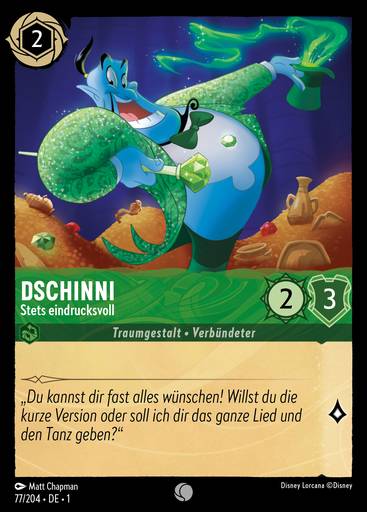 2
DSCHINNI
Stets eindrucksvoll
2
3
Traumgestalt • Verbündeter
„Du kannst dir fast alles wünschen! Willst du die
kurze Version oder soll ich dir das ganze Lied und
den Tanz geben?“
Matt Chapman
Disney Lorcana ©Disney
77/204 • DE • 1